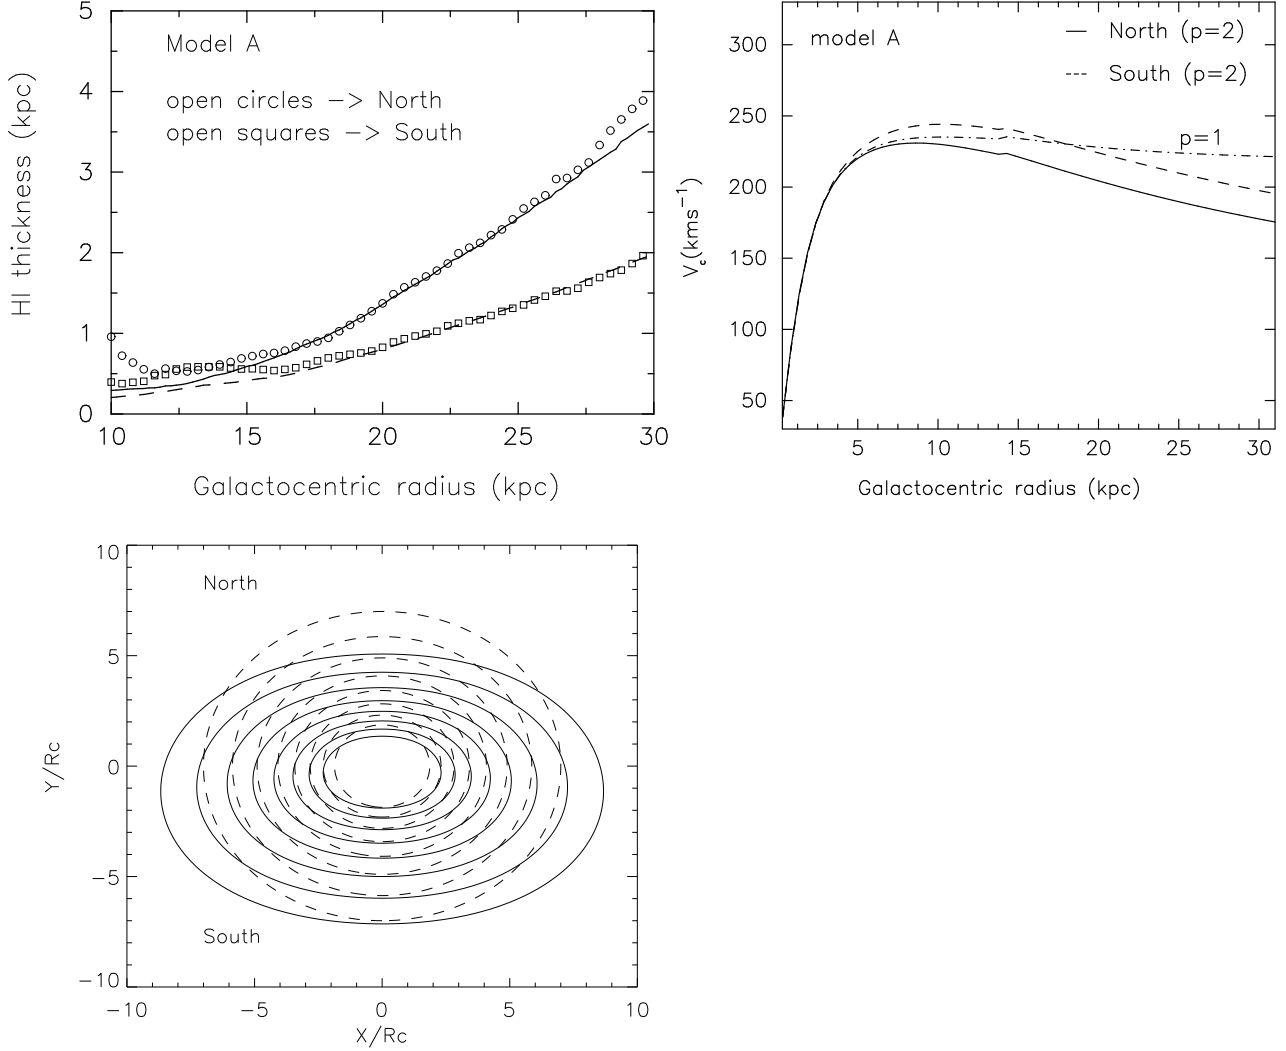 Model A
open circles -> North
open squares -> South
HI thickness (kpc)
5
4
3
2
1
0
10 15 20 25 30
Galactocentric radius (kpc)
model A
North (p=2)
South (p=2)
p=1
Vc(kms−1)
300
250
200
150
100
50
5 10 15 20 25 30
Galactocentric radius (kpc)
North
South
Y/Rc
10
5
0
−5
−10
−10 −5 0 5 10
X/Rc